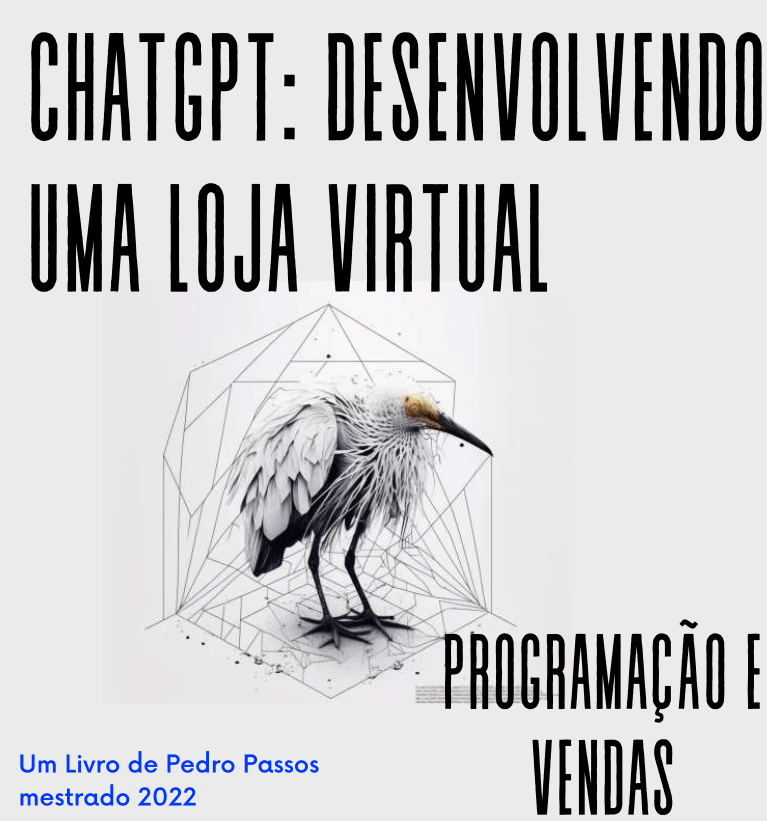 CHATGPT: DESENVOLVENDO
UMA LOJA VIRTUAL
PROGRAMAÇÃO E
VENDAS
Um Livro de Pedro Passos
mestrado 2022